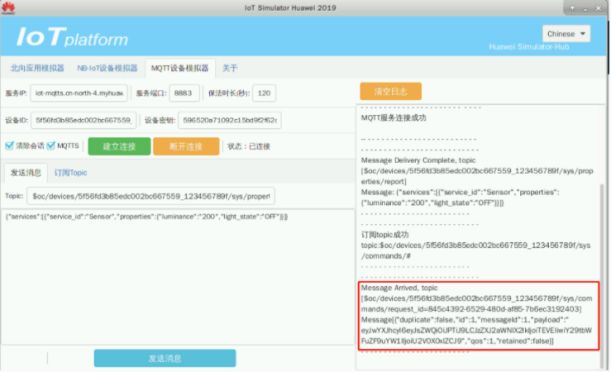 IoT Simulator Huawei 2019
HUAWEI
IoTplatform
Chinese
Huawei Simulator-Hub
北向应用模拟器 NB-IoT设备模拟器 MQTT设备模拟器 关于
服务IP: iot-mqtts.cn-north-4.myhuaw 服务端口: 8883 保活时长(秒): 120
设备ID: 5f56fd3b85edc002bc667559_ 设备密钥: 596520a71092c15bd9f2f62c
清除会话 MQTTS 建立连接 断开连接 状态：已连接
发送消息 订阅Topic
Topic: $oc/devices/5f56fd3b85edc002bc667559_123456789f/sys/propert
{"services":[{"service_id":"Sensor","properties":{"luminance":"200","light_state":"OFF"}}]}
发送消息
清空日志
MQTT服务连接成功
Message Delivery Complete, topic
[$oc/devices/5f56fd3b85edc002bc667559_123456789f/sys/prop
erties/report]
Message: {"services":[{"service_id":"Sensor","properties":
{"luminance":"200","light_state":"OFF"}}]}
订阅topic成功
topic:$oc/devices/5f56fd3b85edc002bc667559_123456789f/sys
/commands/#
Message Arrived, topic
[$oc/devices/5f56fd3b85edc002bc667559_123456789f/sys/com
mands/request_id=845c4392-6529-480d-af85-7b6ec3192403]
Message[{"duplicate":false,"id":1,"messageId":1,"payload":"
","qos":1,"retained":false}]